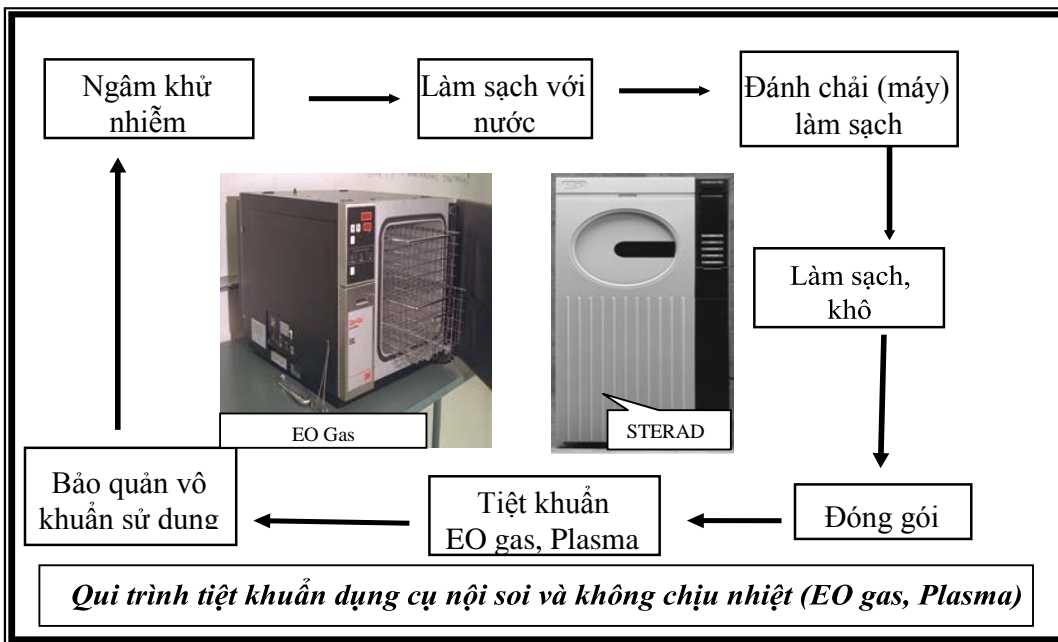 Ngâm khử
nhiễm
Làm sạch với
nước
Đánh chải (máy)
làm sạch
Làm sạch,
khô
EO Gas
STERAD
Bảo quản vô
khuẩn sử dung
Tiệt khuẩn
EO gas, Plasma
Đóng gói
Qui trình tiệt khuẩn dụng cụ nội soi và không chịu nhiệt (EO gas, Plasma)